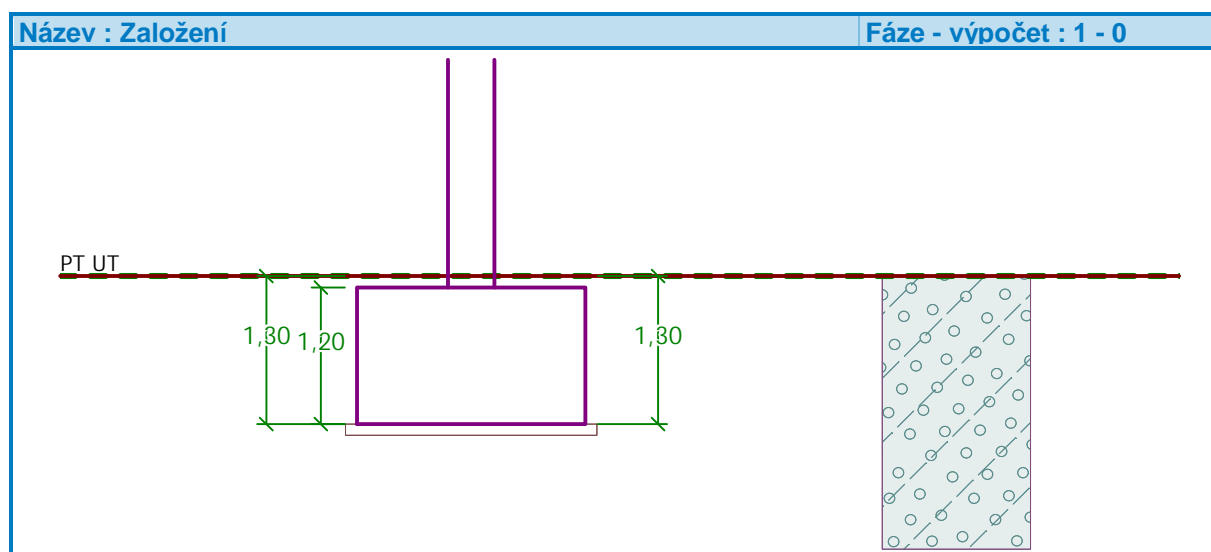 Název : Založení
Fáze - výpočet : 1 - 0
PT UT
1,30
1,20
1,30